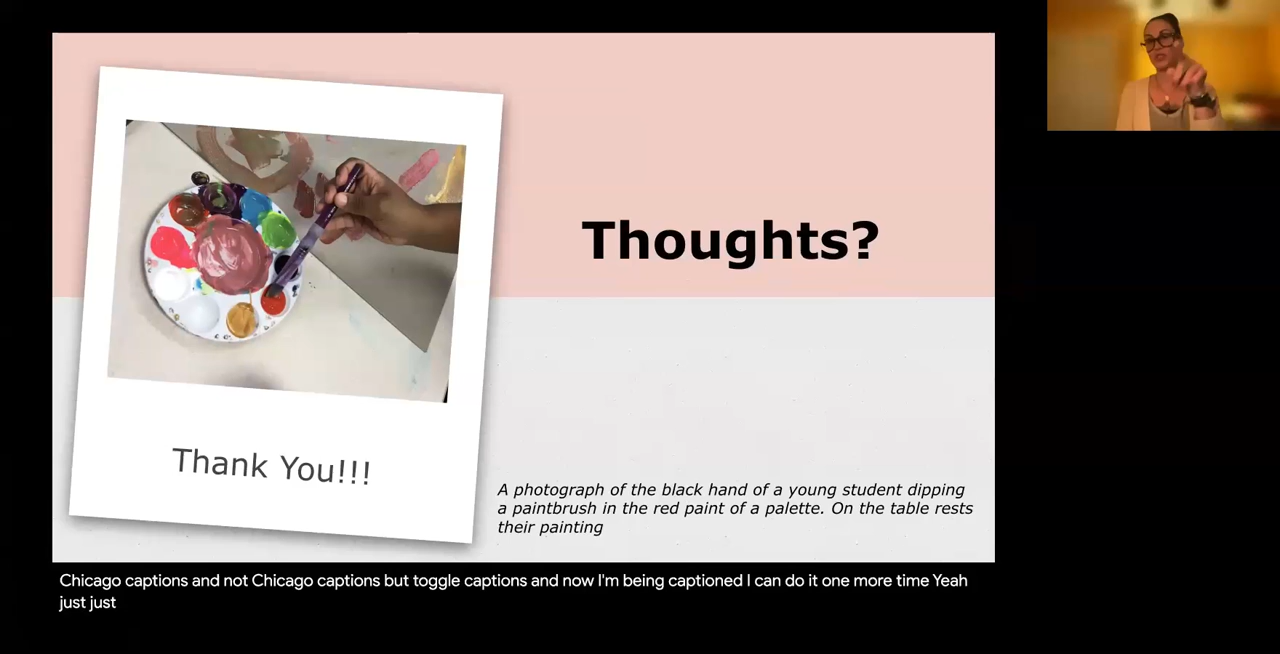 Thoughts?
Thank You!!!
A photograph of the black hand of a young student dipping
a paintbrush in the red paint of a palette. On the table rests
their painting
Chicago captions and not Chicago captions but toggle captions and now I'm being captioned I can do it one more time Yeah
just just